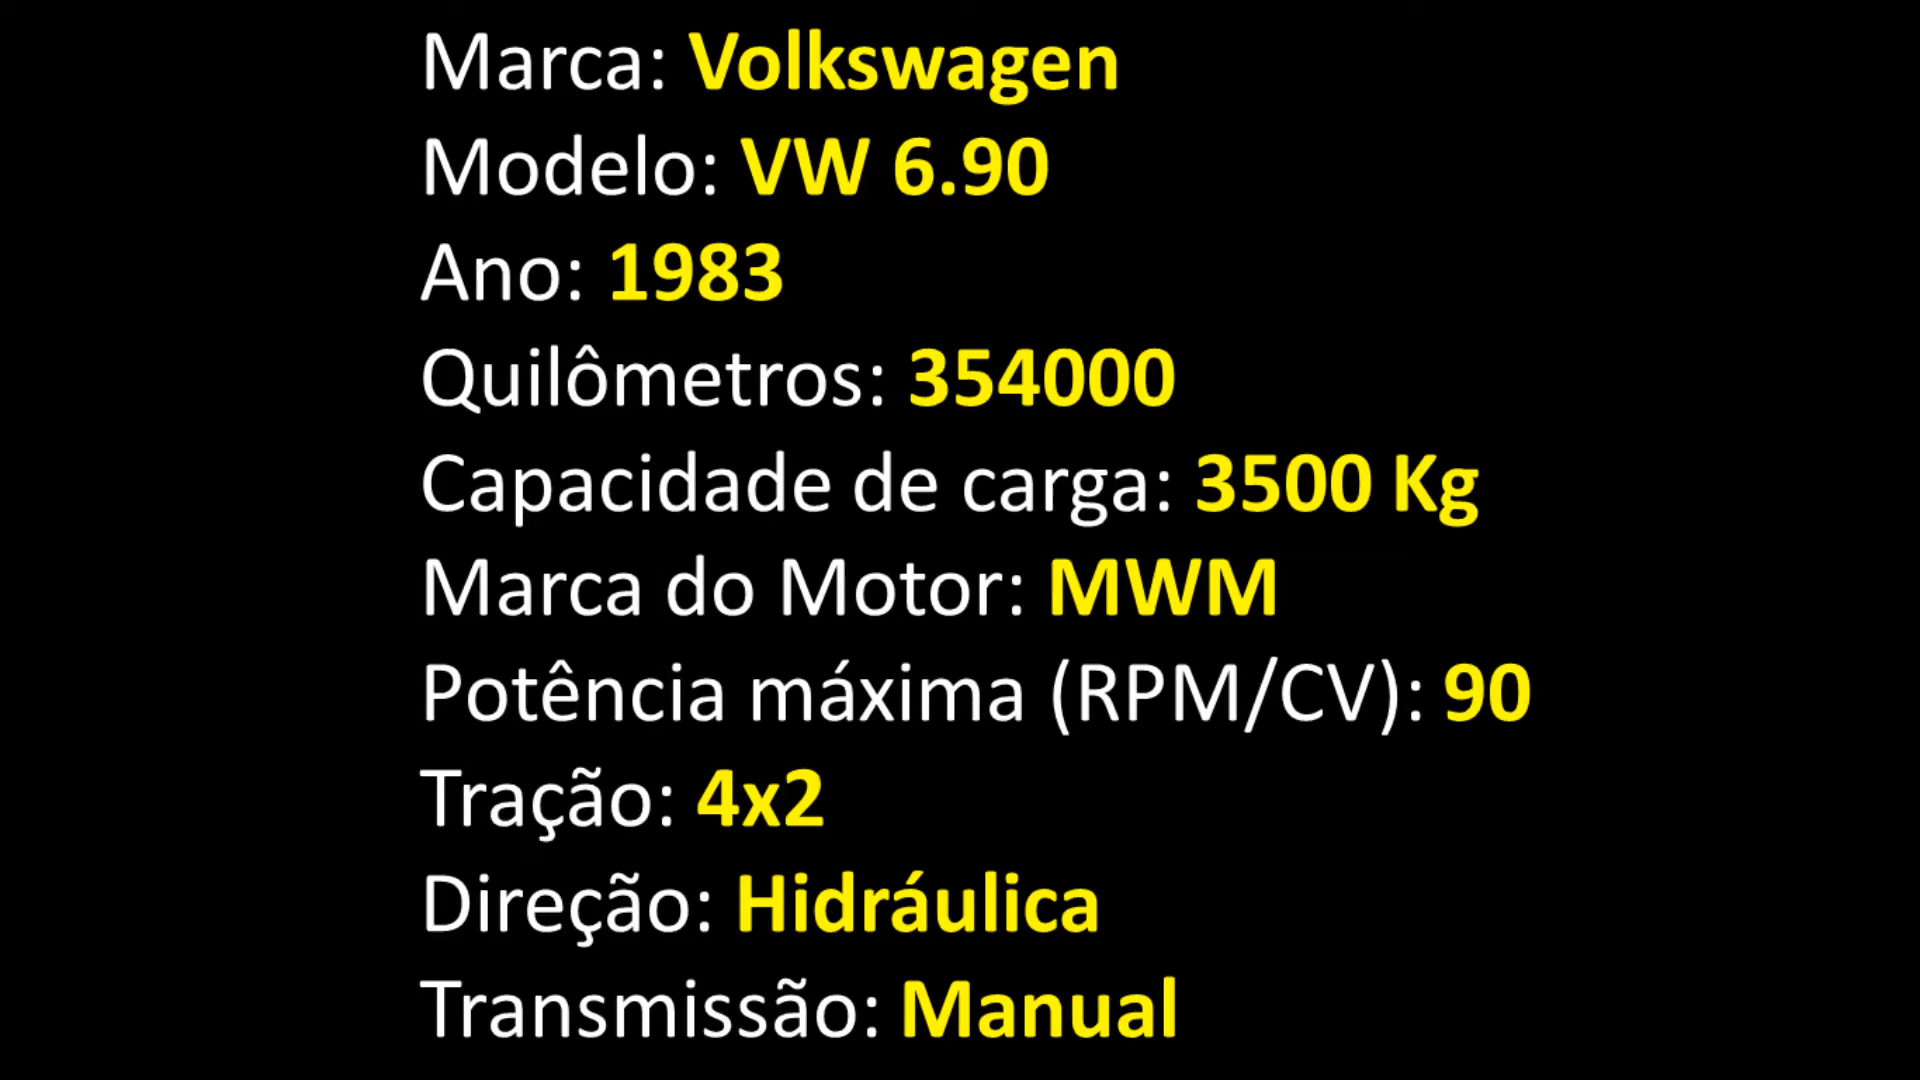 Marca: Volkswagen
Modelo: VW 6.90
Ano: 1983
Quilômetros: 354000
Capacidade de carga: 3500 Kg
Marca do Motor: MWM
Potência máxima (RPM/CV): 90
Tração: 4x2
Direção: Hidráulica
Transmissão: Manual